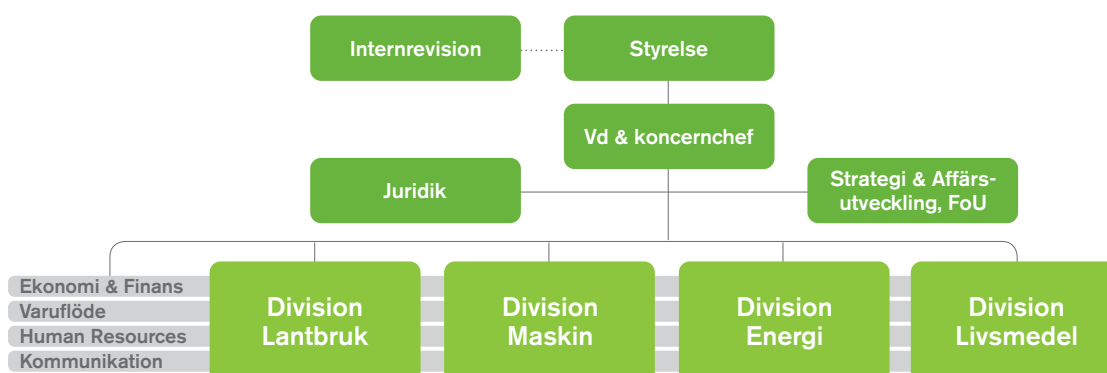 Internrevision
Styrelse
Vd & koncernchef
Juridik
Strategi & Affärs-
utveckling, FoU
Ekonomi & Finans
Varuflöde
Human Resources
Kommunikation
Division
Lantbruk
Division
Maskin
Division
Energi
Division
Livsmedel